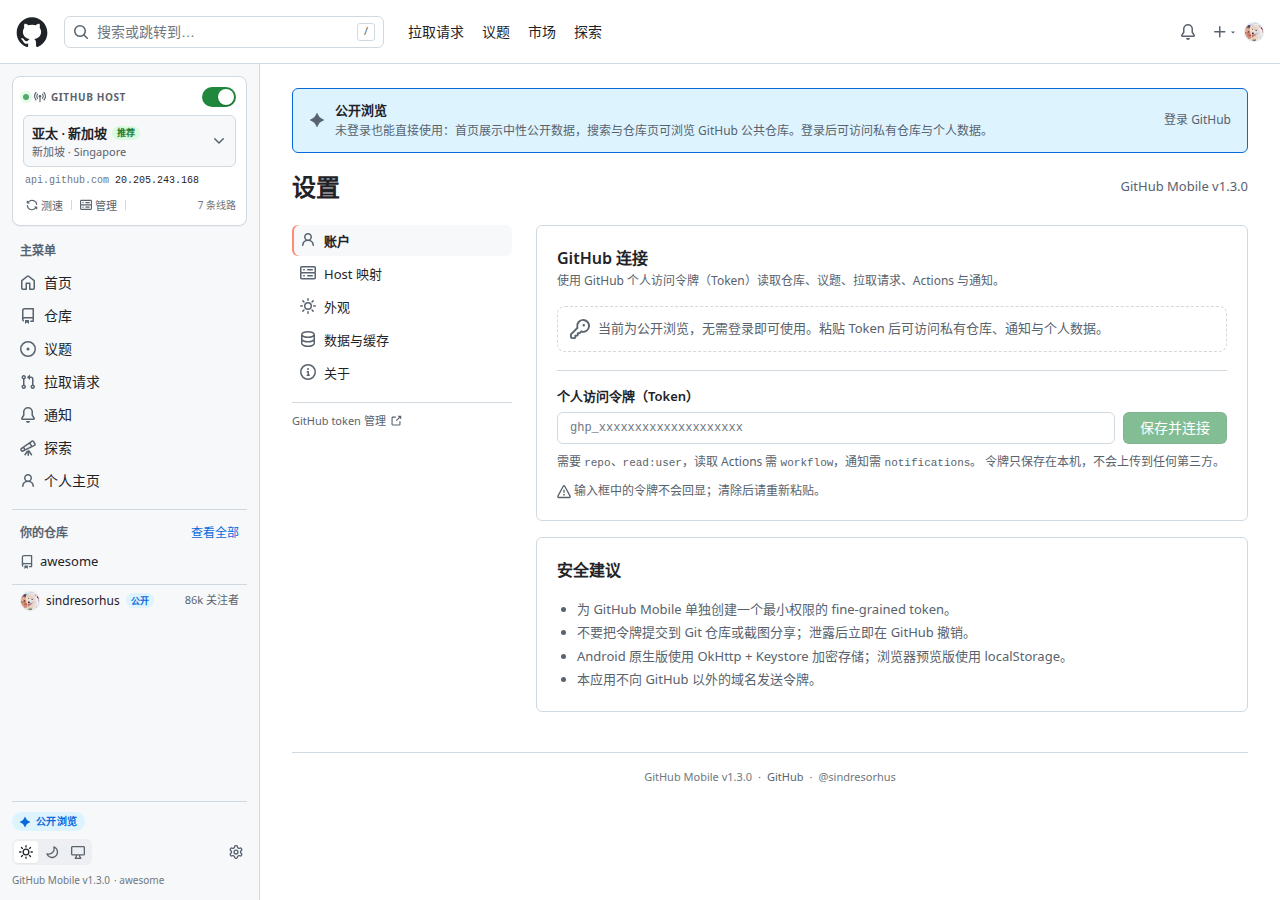 搜索或跳转到…
/
拉取请求 议题 市场 探索
GITHUB HOST
亚太 · 新加坡 推荐
新加坡 · Singapore
api.github.com 20.205.243.168
测速 管理 7 条线路
主菜单
首页
仓库
议题
拉取请求
通知
探索
个人主页
你的仓库 查看全部
awesome
sindresorhus 公开 86k 关注者
公开浏览
GitHub Mobile v1.3.0 · awesome
公开浏览
未登录也能直接使用：首页展示中性公开数据，搜索与仓库页可浏览 GitHub 公共仓库。登录后可访问私有仓库与个人数据。
登录 GitHub
设置
GitHub Mobile v1.3.0
账户
Host 映射
外观
数据与缓存
关于
GitHub token 管理
GitHub 连接
使用 GitHub 个人访问令牌（Token）读取仓库、议题、拉取请求、Actions 与通知。
当前为公开浏览，无需登录即可使用。粘贴 Token 后可访问私有仓库、通知与个人数据。
个人访问令牌（Token）
ghp_xxxxxxxxxxxxxxxxxxxx
保存并连接
需要 repo、read:user，读取 Actions 需 workflow，通知需 notifications。 令牌只保存在本机，不会上传到任何第三方。
输入框中的令牌不会回显；清除后请重新粘贴。
安全建议
为 GitHub Mobile 单独创建一个最小权限的 fine-grained token。
不要把令牌提交到 Git 仓库或截图分享；泄露后立即在 GitHub 撤销。
Android 原生版使用 OkHttp + Keystore 加密存储；浏览器预览版使用 localStorage。
本应用不向 GitHub 以外的域名发送令牌。
GitHub Mobile v1.3.0 · GitHub · @sindresorhus